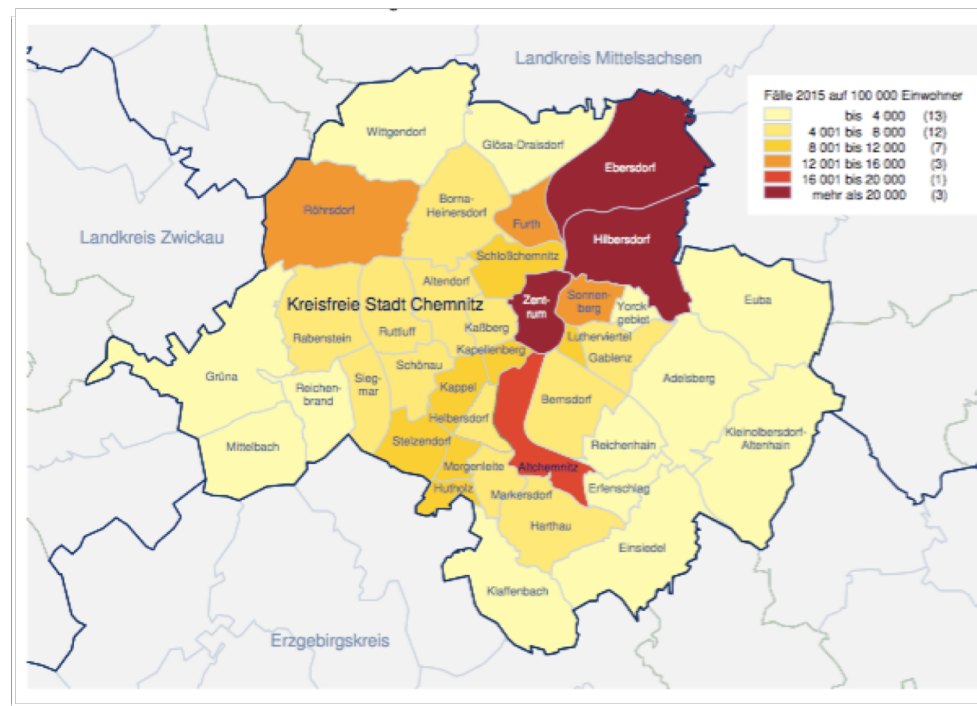 Landkreis Mittelsachsen
Fälle 2015 auf 100 000 Einwohner
bis 4 000 (13)
4 001 bis 8 000 (12)
8 001 bis 12 000 (7)
12 001 bis 16 000 (3)
16 001 bis 20 000 (1)
mehr als 20 000 (3)
Wittgendorf
Glösa-Draisdorf
Ebersdorf
Röhrsdorf
Borna-
Heinersdorf
Furth
Hilbersdorf
Landkreis Zwickau
Schloßchemnitz
Altendorf
Kreisfreie Stadt Chemnitz
Zent-
rum
Sonnen-
berg
Yorck-
gebiet
Euba
Rabenstein
Ruttluff
Kaßberg
Kapellenberg
Lutherviertel
Gablenz
Grüna
Reichen-
brand
Sieg-
mar
Schönau
Kappel
Bernsdorf
Adelsberg
Helbersdorf
Mittelbach
Stelzendorf
Reichenhain
Kleinolbersdorf-
Altenhain
Morgenleite
Altchemnitz
Hutholz
Markersdorf
Erfenschlag
Harthau
Einsiedel
Klaffenbach
Erzgebirgskreis